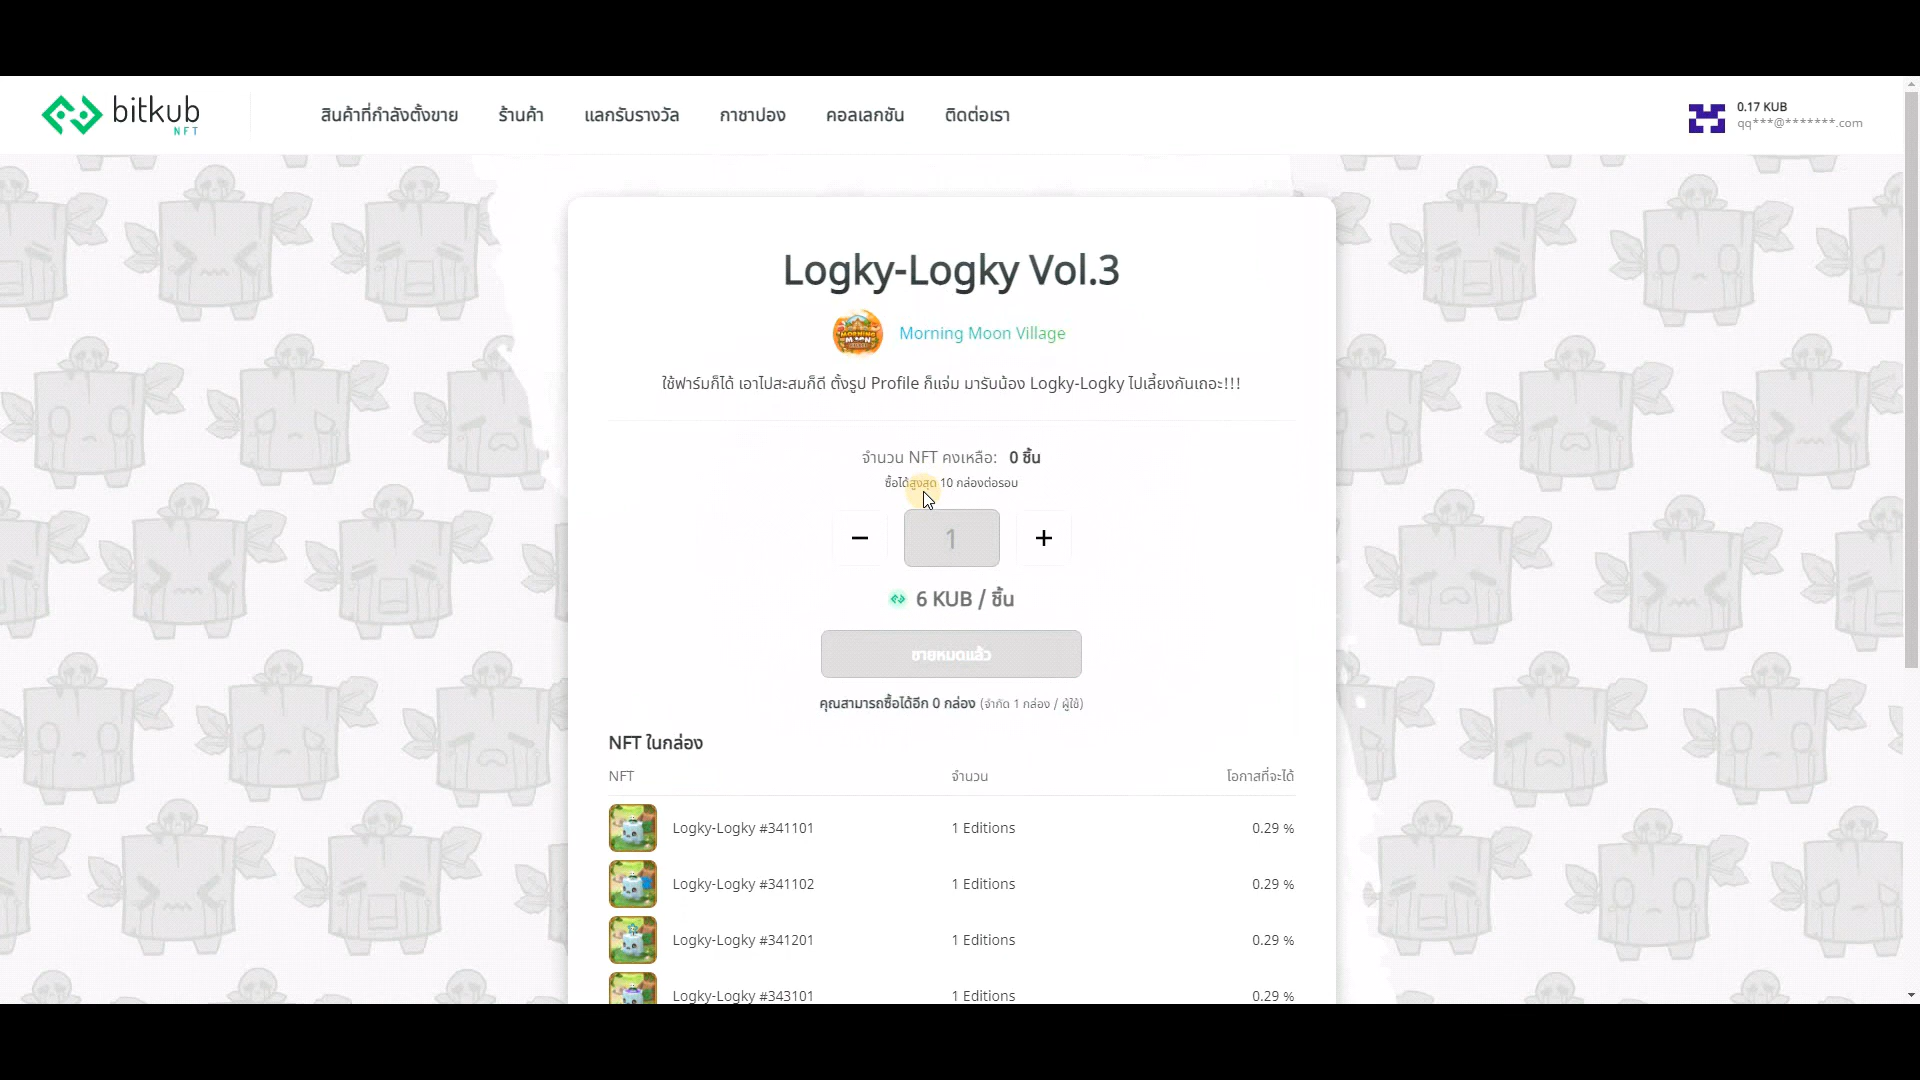 bitkub
NFT
สินค้าที่กำลังตั้งขาย
ร้านค้า
แลกรับรางวัล
กาชาปอง
คอลเลกชัน
ติดต่อเรา
0.17 KUB
qq***@*******.com
Logky-Logky Vol.3
MORNING MOON
Morning Moon Village
ใช้ฟาร์มก็ได้ เอาไปสะสมก็ดี ตั้งรูป Profile ก็แจ่ม มารับน้อง Logky-Logky ไปเลี้ยงกันเถอะ!!!
จำนวน NFT คงเหลือ: 0 ชิ้น
ซื้อได้สูงสุด 10 กล่องต่อรอบ
− 1 +
6 KUB / ชิ้น
ขายหมดแล้ว
คุณสามารถซื้อได้อีก 0 กล่อง (จำกัด 1 กล่อง / ผู้ใช้)
NFT ในกล่อง
NFT จำนวน โอกาสที่จะได้
Logky-Logky #341101 1 Editions 0.29 %
Logky-Logky #341102 1 Editions 0.29 %
Logky-Logky #341201 1 Editions 0.29 %
Logky-Logky #343101 1 Editions 0.29 %